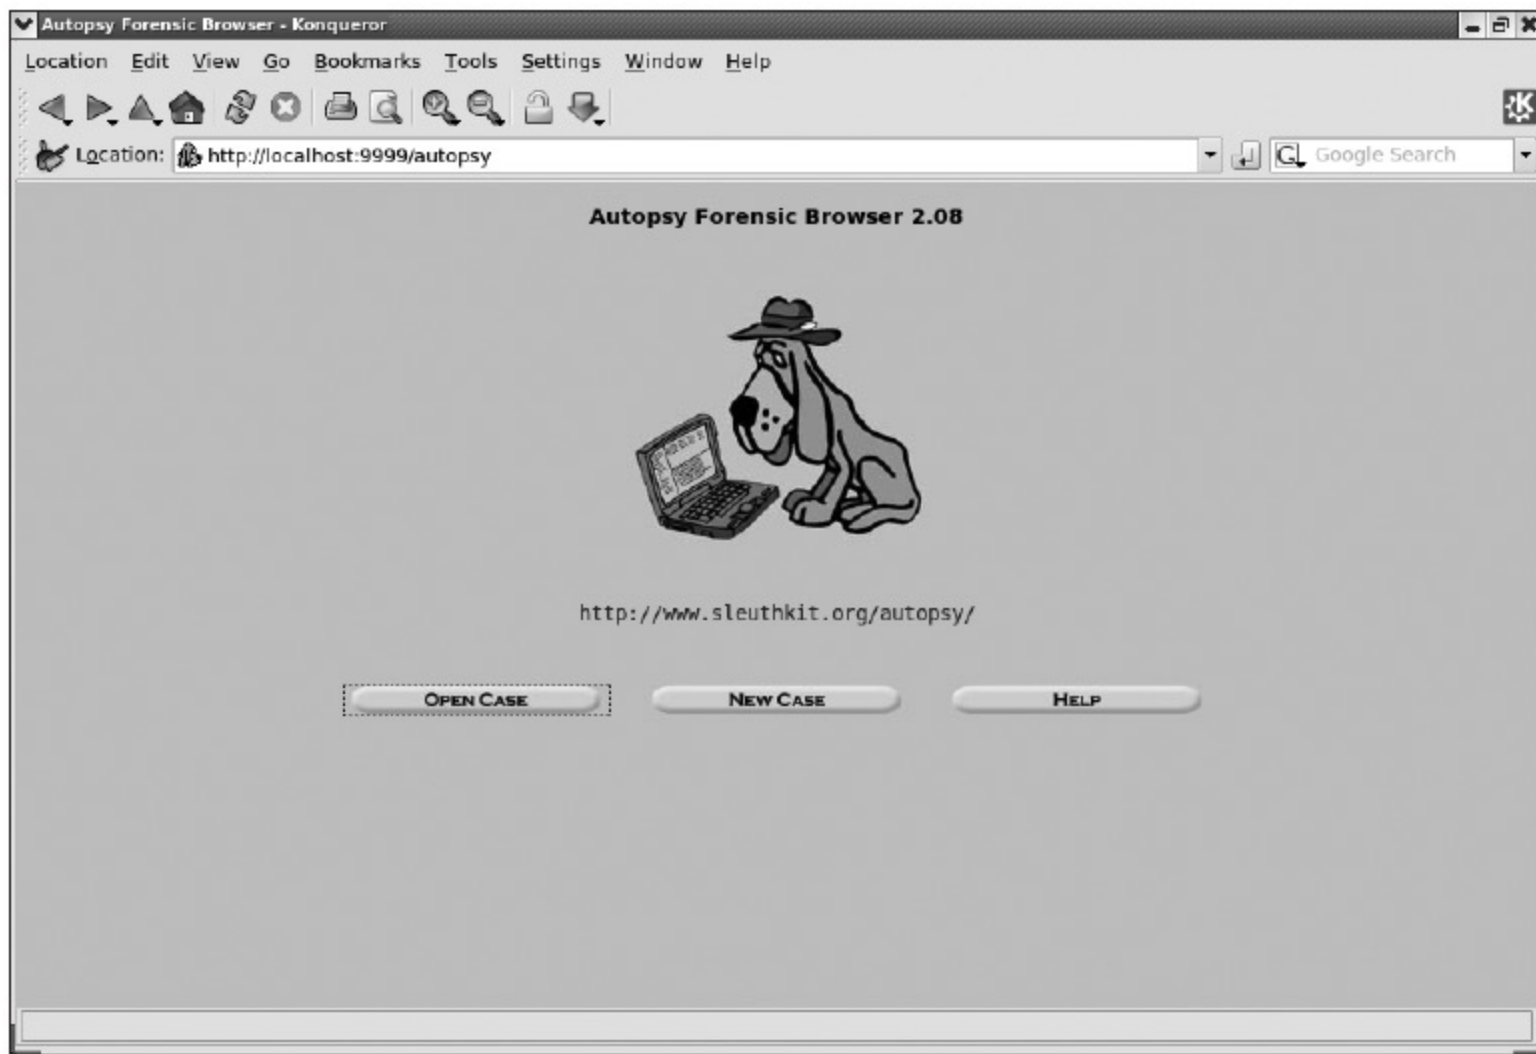 Autopsy Forensic Browser - Konqueror
Location Edit View Go Bookmarks Tools Settings Window Help
Location: http://localhost:9999/autopsy Google Search
Autopsy Forensic Browser 2.08
http://www.sleuthkit.org/autopsy/
OPEN CASE NEW CASE HELP